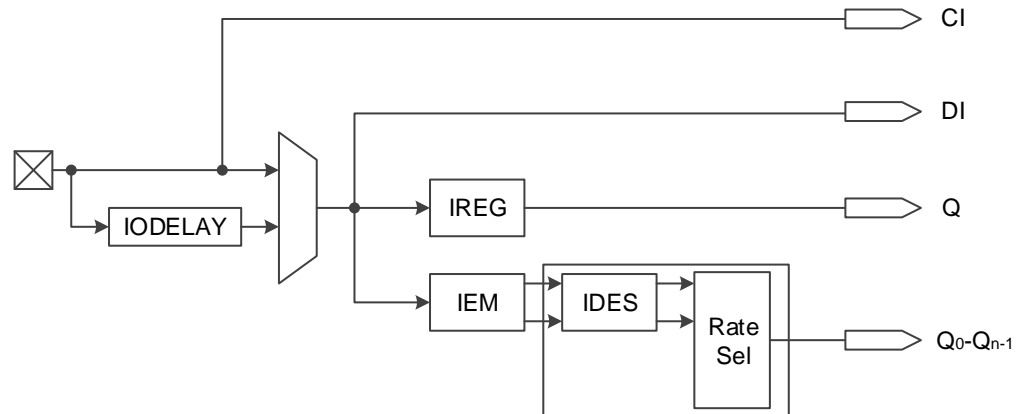 CI
DI
IREG
Q
IODELAY
IEM
IDES
Rate
Sel
Q0-Qn-1